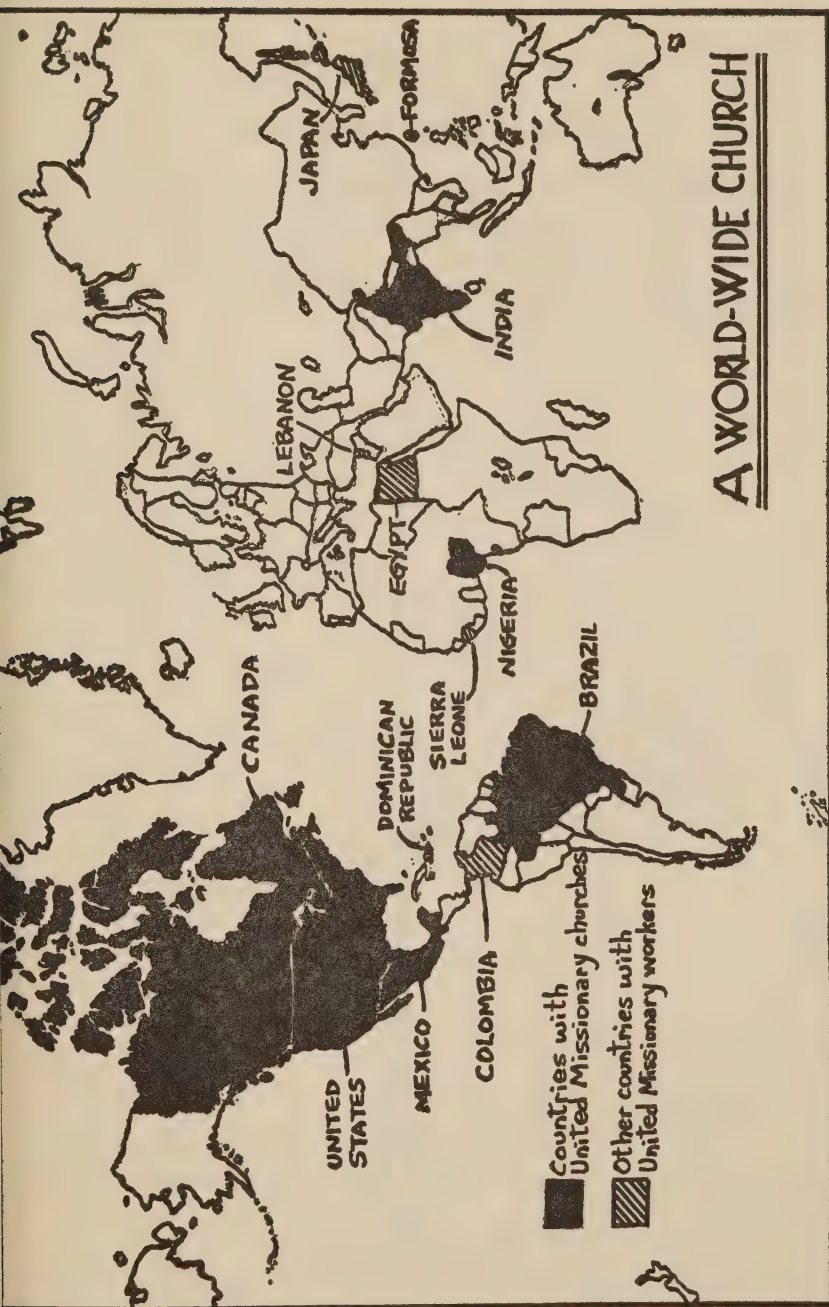 CANADA
UNITED
STATES
MEXICO
DOMINICAN
REPUBLIC
COLOMBIA
BRAZIL
SIERRA
LEONE
NIGERIA
EGYPT
LEBANON
INDIA
JAPAN
FORMOSA
Countries with
United Missionary churches
Other countries with
United Missionary workers
A WORLD-WIDE CHURCH